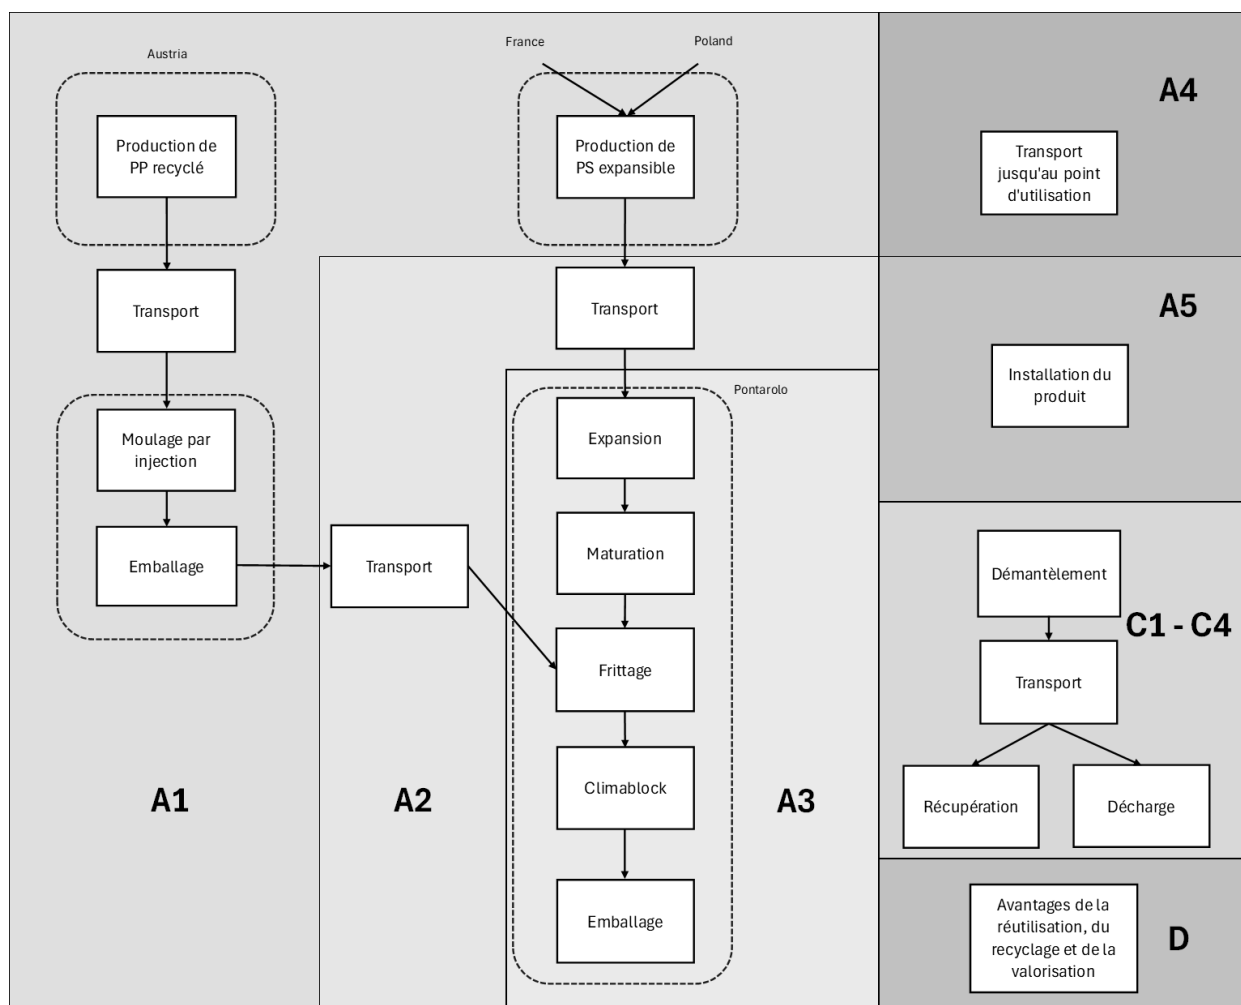 Austria
Production de
PP recyclé
Transport
Moulage par
injection
Emballage
A1
Transport
A2
France
Poland
Production de
PS expansible
Transport
Pontarolo
Expansion
Maturation
Frittage
Climablock
Emballage
A3
A4
Transport
jusqu'au point
d'utilisation
A5
Installation du
produit
Démantèlement
C1 - C4
Transport
Récupération
Décharge
Avantages de la
réutilisation, du
recyclage et de la
valorisation
D